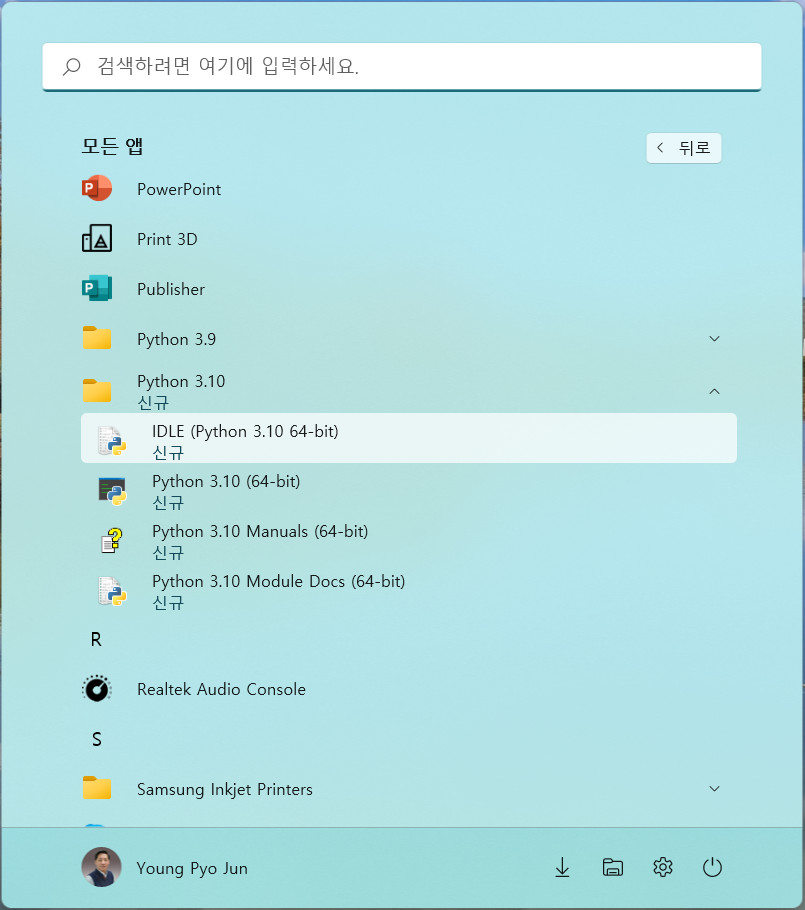 검색하려면 여기에 입력하세요.
모든 앱
뒤로
PowerPoint
Print 3D
Publisher
Python 3.9
Python 3.10
신규
IDLE (Python 3.10 64-bit)
신규
Python 3.10 (64-bit)
신규
Python 3.10 Manuals (64-bit)
신규
Python 3.10 Module Docs (64-bit)
신규
R
Realtek Audio Console
S
Samsung Inkjet Printers
Young Pyo Jun